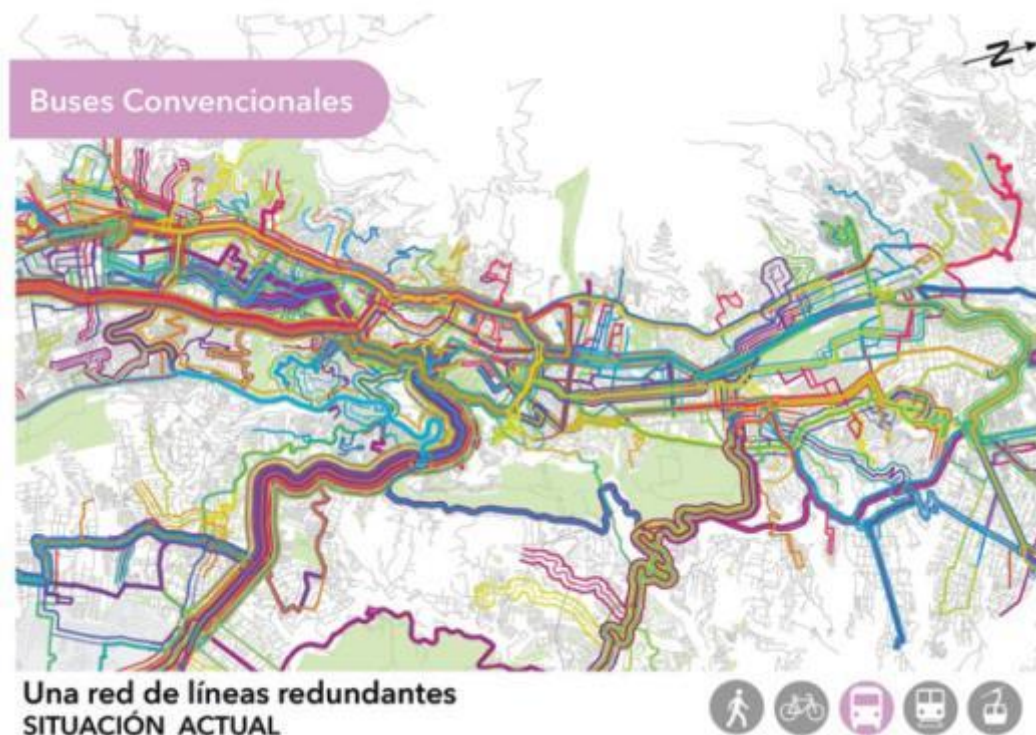 Buses Convencionales
Z
Una red de líneas redundantes
SITUACIÓN ACTUAL